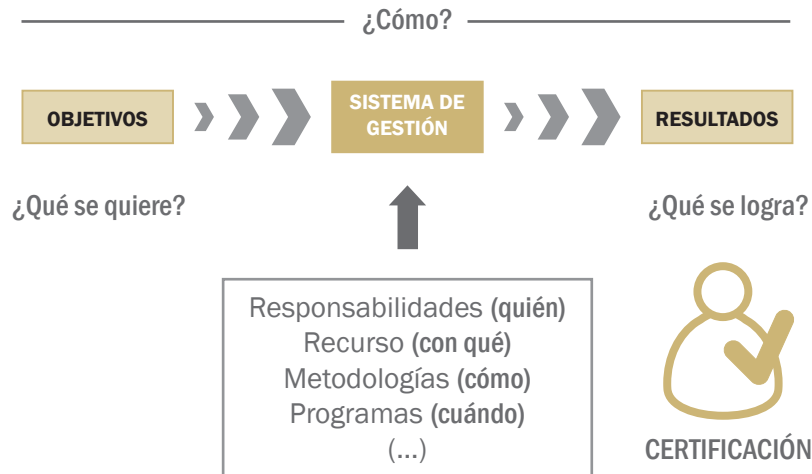 ¿Cómo?
OBJETIVOS
SISTEMA DE
GESTIÓN
RESULTADOS
¿Qué se quiere?
¿Qué se logra?
Responsabilidades (quién)
Recurso (con qué)
Metodologías (cómo)
Programas (cuándo)
(...)
CERTIFICACIÓN